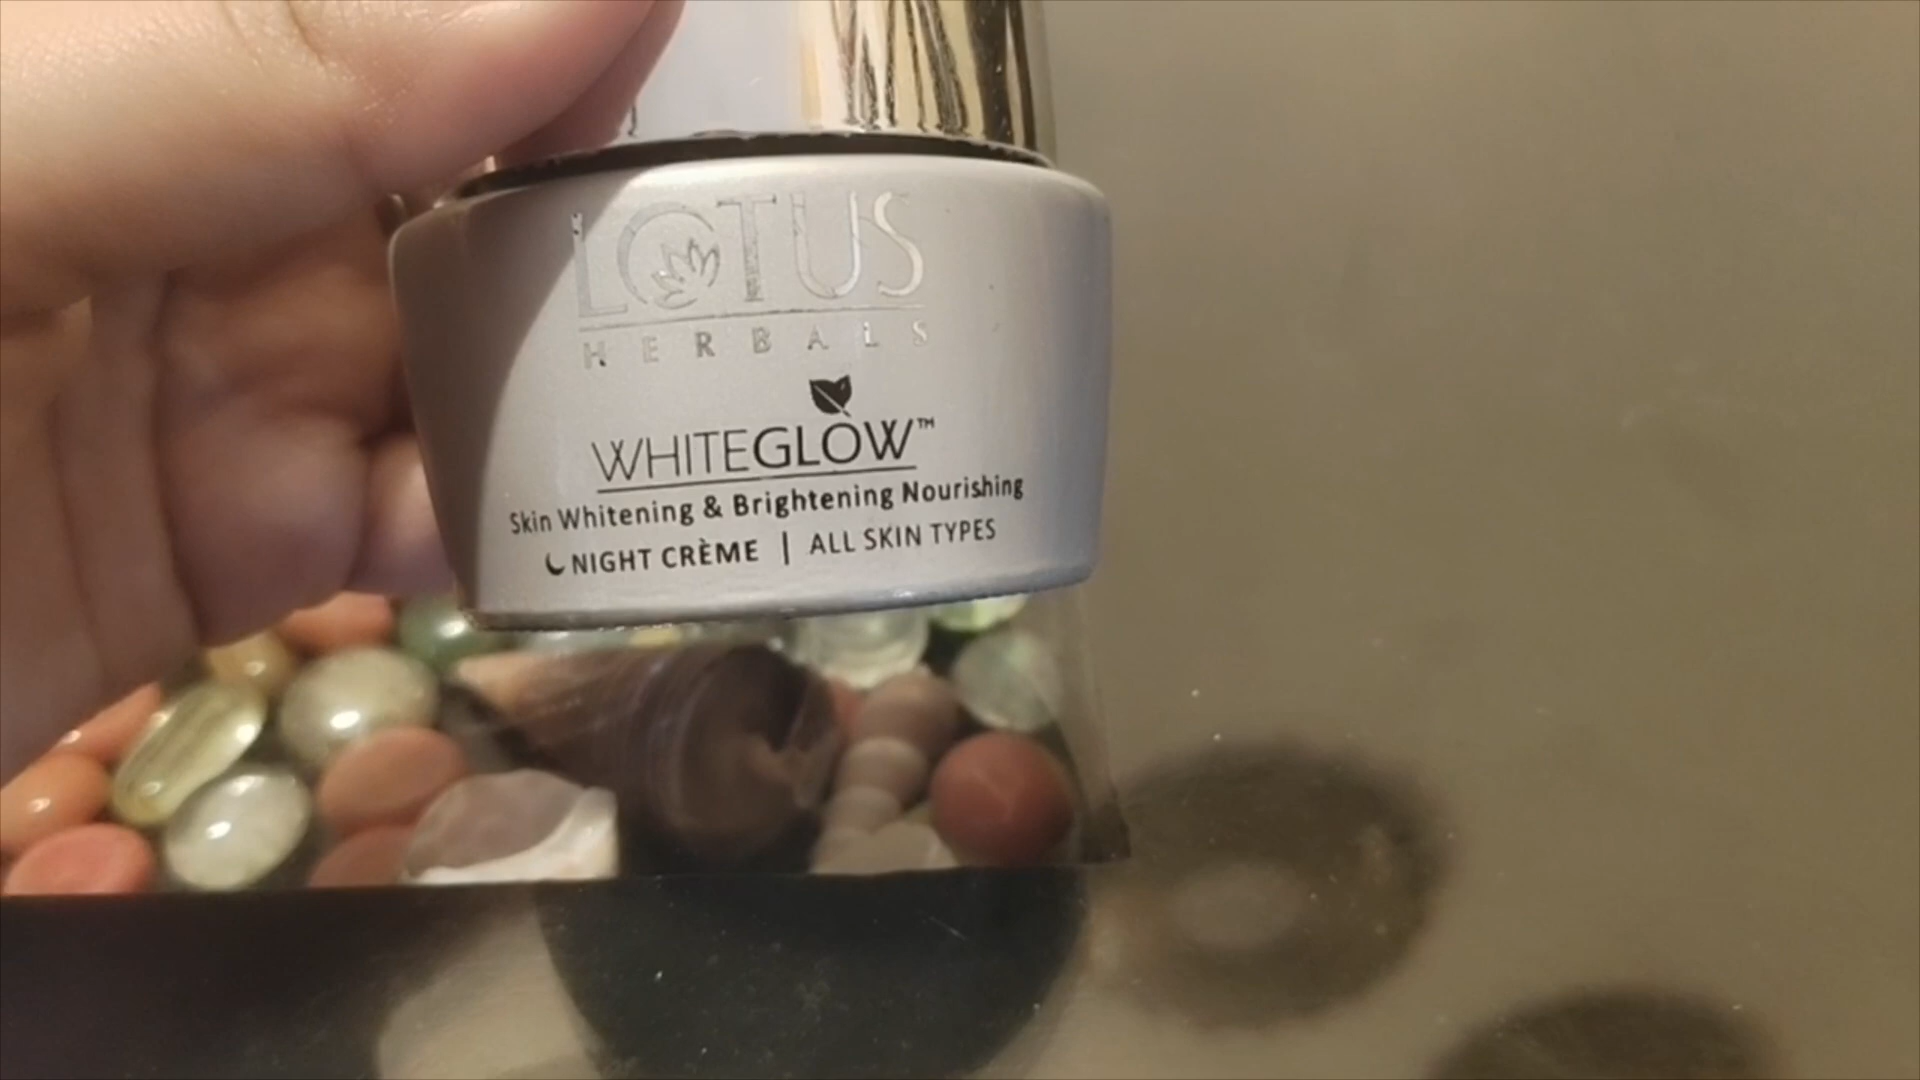 LOTUS
HERBALS
WHITEGLOW™
Skin Whitening & Brightening Nourishing
NIGHT CRÈME | ALL SKIN TYPES